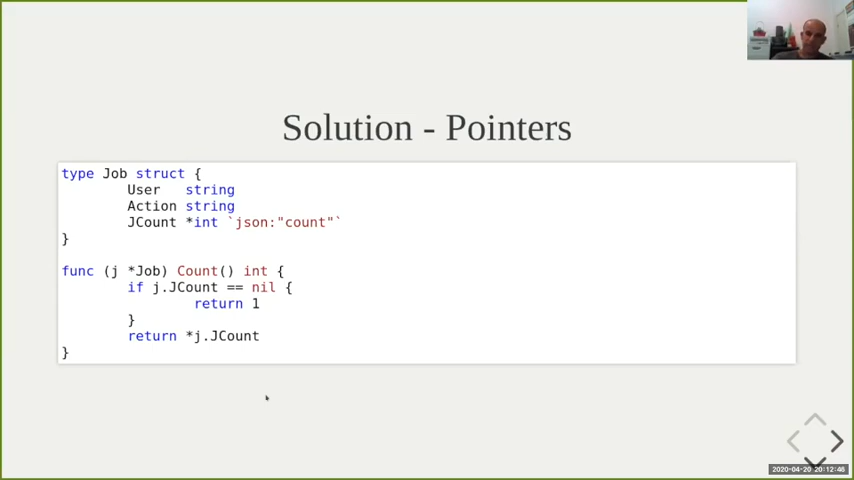 Solution - Pointers
type Job struct {
        User   string
        Action string
        JCount *int `json:"count"`
}

func (j *Job) Count() int {
        if j.JCount == nil {
                return 1
        }
        return *j.JCount
}
2020-04-20 20:12:46